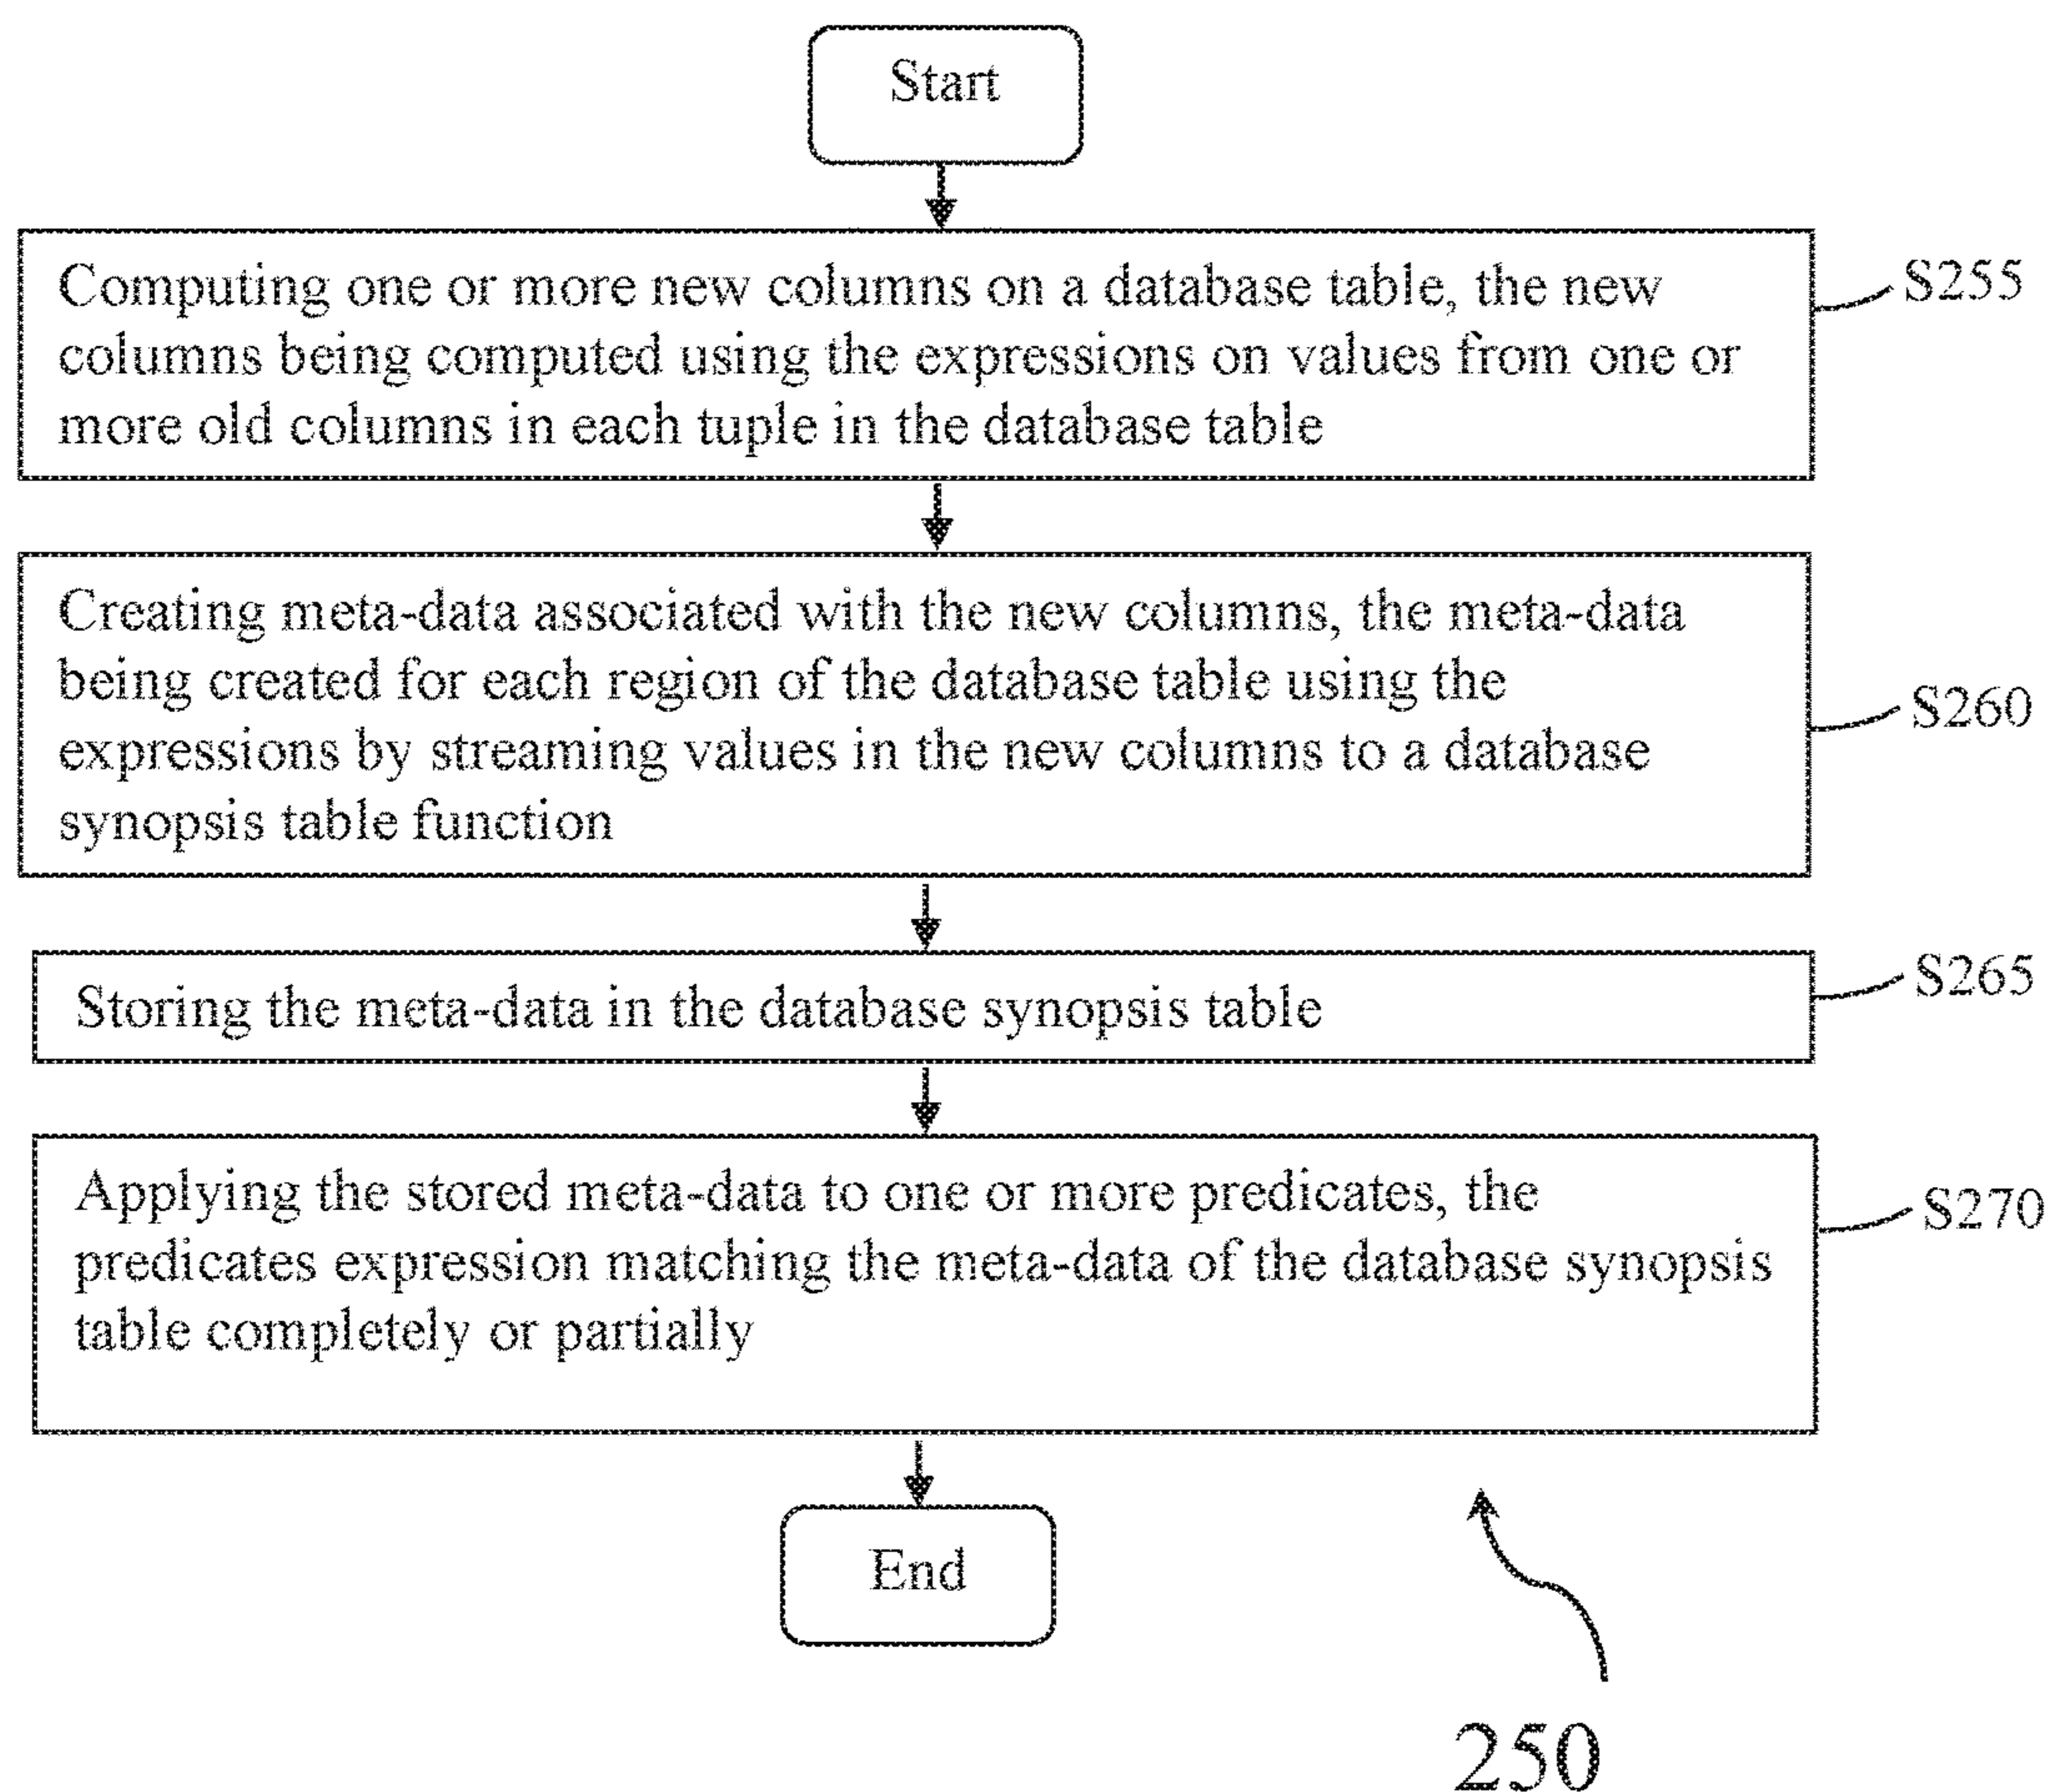 Start
Computing one or more new columns on a database table, the new
columns being computed using the expressions on values from one or
more old columns in each tuple in the database table
S255
Creating meta-data associated with the new columns, the meta-data
being created for each region of the database table using the
expressions by streaming values in the new columns to a database
synopsis table function
S260
Storing the meta-data in the database synopsis table
S265
Applying the stored meta-data to one or more predicates, the
predicates expression matching the meta-data of the database synopsis
table completely or partially
S270
End
250